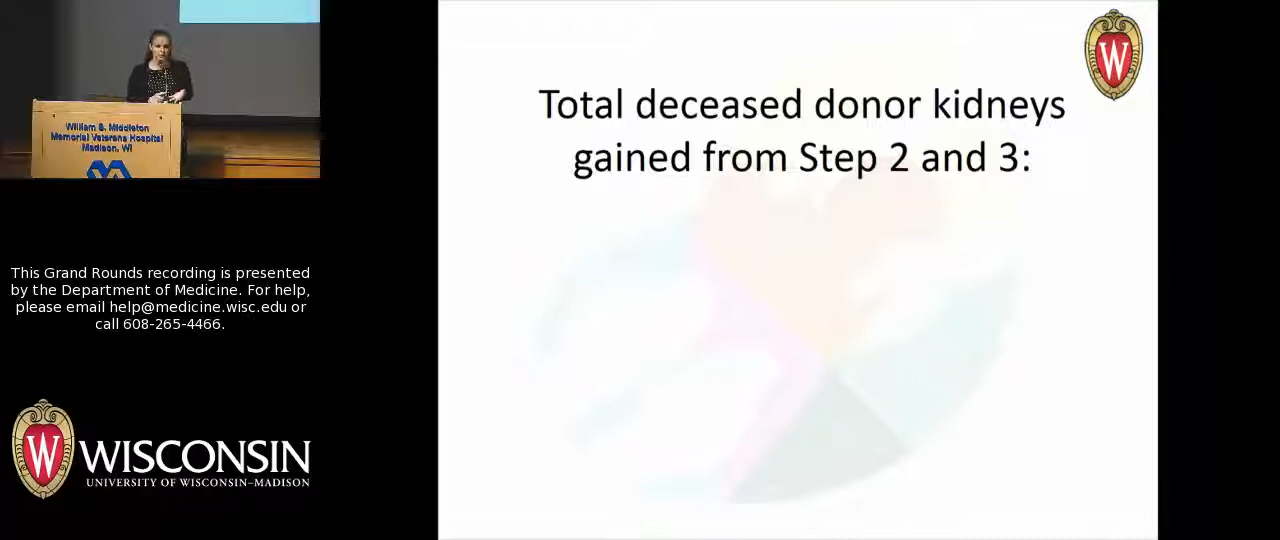 William S. Middleton
Memorial Veterans Hospital
Madison, WI
This Grand Rounds recording is presented
by the Department of Medicine. For help,
please email help@medicine.wisc.edu or
call 608-265-4466.
W
WISCONSIN
UNIVERSITY OF WISCONSIN–MADISON
Total deceased donor kidneys
gained from Step 2 and 3:
W